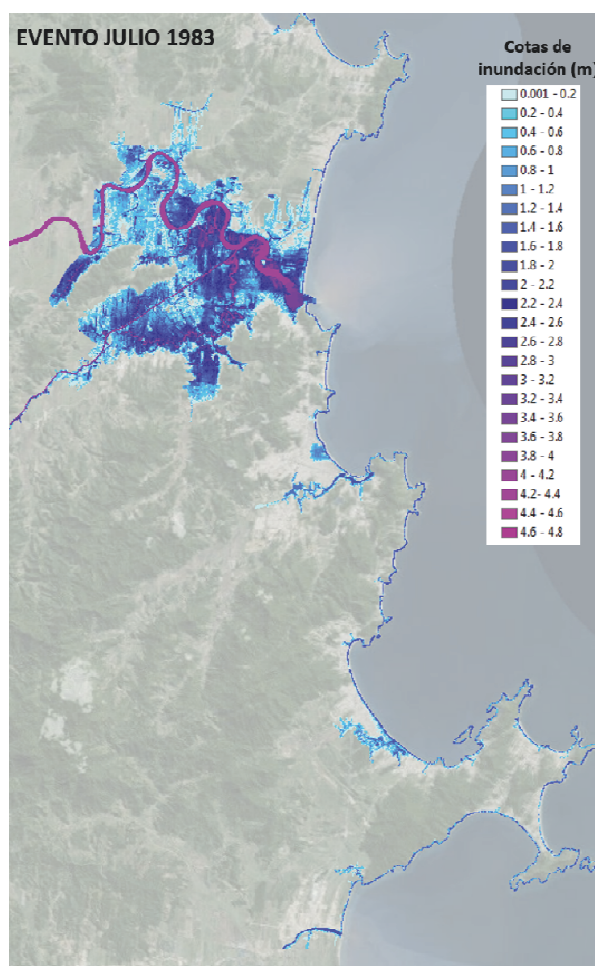 EVENTO JULIO 1983
Cotas de
inundación (m)
0.001 - 0.2
0.2 - 0.4
0.4 - 0.6
0.6 - 0.8
0.8 - 1
1 - 1.2
1.2 - 1.4
1.4 - 1.6
1.6 - 1.8
1.8 - 2
2 - 2.2
2.2 - 2.4
2.4 - 2.6
2.6 - 2.8
2.8 - 3
3 - 3.2
3.2 - 3.4
3.4 - 3.6
3.6 - 3.8
3.8 - 4
4 - 4.2
4.2- 4.4
4.4 - 4.6
4.6 - 4.8